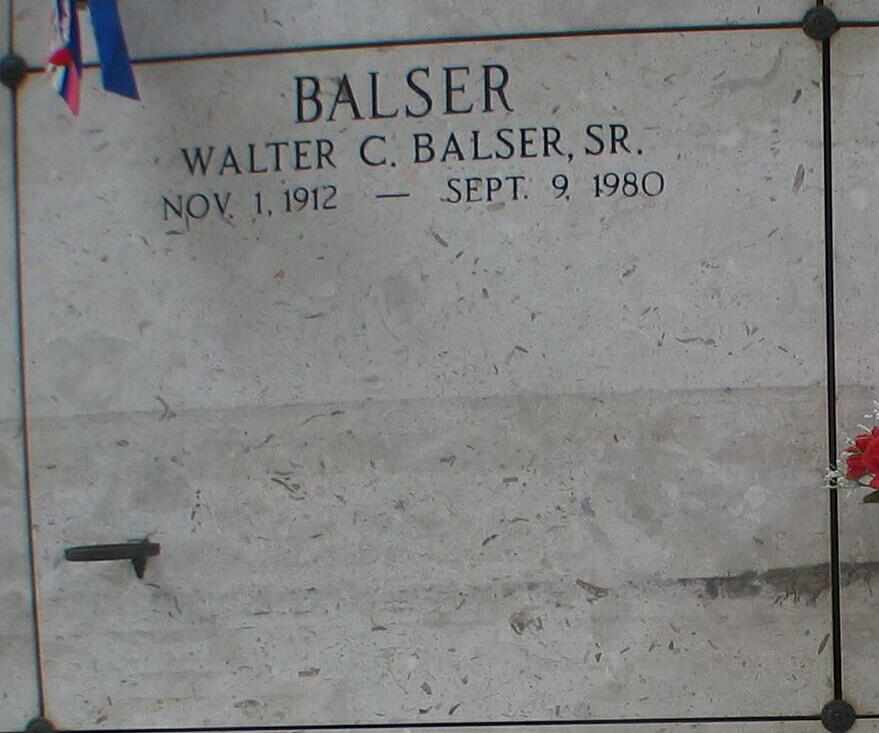 BALSER
WALTER C. BALSER, SR.
NOV. 1, 1912 — SEPT. 9, 1980